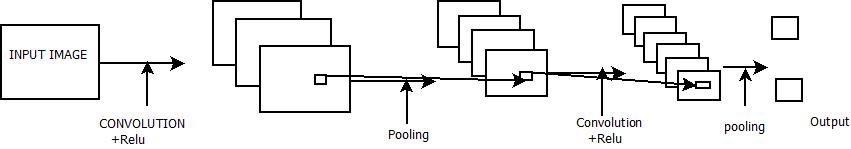 INPUT IMAGE
CONVOLUTION
+Relu
Pooling
Convolution
+Relu
pooling
Output